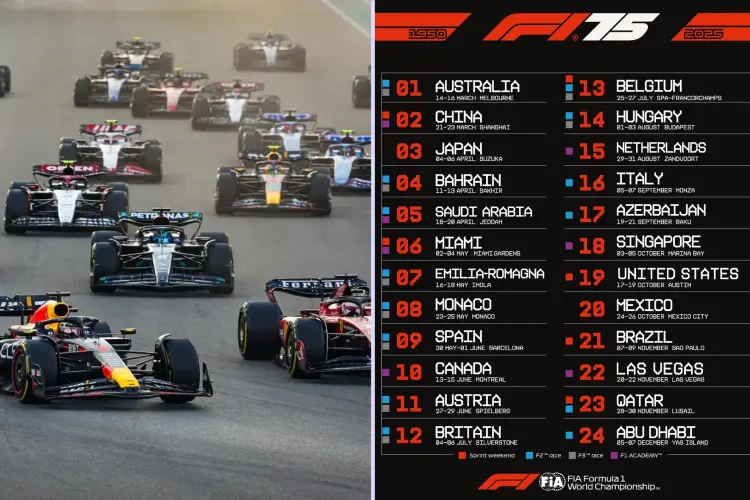 OPEN
PETRONAS
1950
F1 75
2025
01 AUSTRALIA
14-16 MARCH MELBOURNE
02 CHINA
21-23 MARCH SHANGHAI
03 JAPAN
04-06 APRIL SUZUKA
04 BAHRAIN
11-13 APRIL SAKHIR
05 SAUDI ARABIA
18-20 APRIL JEDDAH
06 MIAMI
02-04 MAY MIAMI GARDENS
07 EMILIA-ROMAGNA
16-18 MAY IMOLA
08 MONACO
23-25 MAY MONACO
09 SPAIN
30 MAY-01 JUNE BARCELONA
10 CANADA
13-15 JUNE MONTREAL
11 AUSTRIA
27-29 JUNE SPIELBERG
12 BRITAIN
04-06 JULY SILVERSTONE
13 BELGIUM
25-27 JULY SPA-FRANCORCHAMPS
14 HUNGARY
01-03 AUGUST BUDAPEST
15 NETHERLANDS
29-31 AUGUST ZANDVOORT
16 ITALY
05-07 SEPTEMBER MONZA
17 AZERBAIJAN
19-21 SEPTEMBER BAKU
18 SINGAPORE
03-05 OCTOBER MARINA BAY
19 UNITED STATES
17-19 OCTOBER AUSTIN
20 MEXICO
24-26 OCTOBER MEXICO CITY
21 BRAZIL
07-09 NOVEMBER SAO PAULO
22 LAS VEGAS
20-22 NOVEMBER LAS VEGAS
23 QATAR
28-30 NOVEMBER LUSAIL
24 ABU DHABI
05-07 DECEMBER YAS ISLAND
Sprint weekend F2™ race F3™ race F1 ACADEMY™
F1 FIA FIA Formula 1
World Championship™